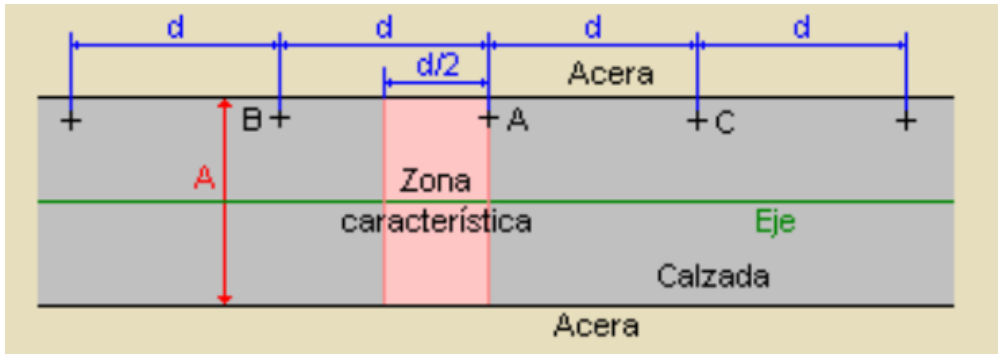 d d d d
d/2
Acera
B A C
A
Zona
característica
Eje
Calzada
Acera